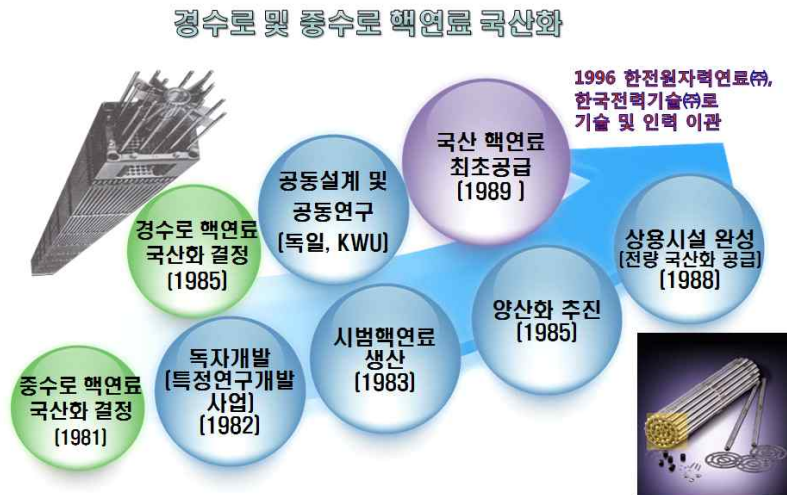 경수로 및 중수로 핵연료 국산화
1996 한전원자력연료㈜,
한국전력기술㈜로
기술 및 인력 이관
경수로 핵연료
국산화 결정
(1985)
공동설계 및
공동연구
(독일, KWU)
국산 핵연료
최초공급
(1989 )
중수로 핵연료
국산화 결정
(1981)
독자개발
(특정연구개발
사업)
(1982)
시범핵연료
생산
(1983)
양산화 추진
(1985)
상용시설 완성
(전량 국산화 공급)
(1988)